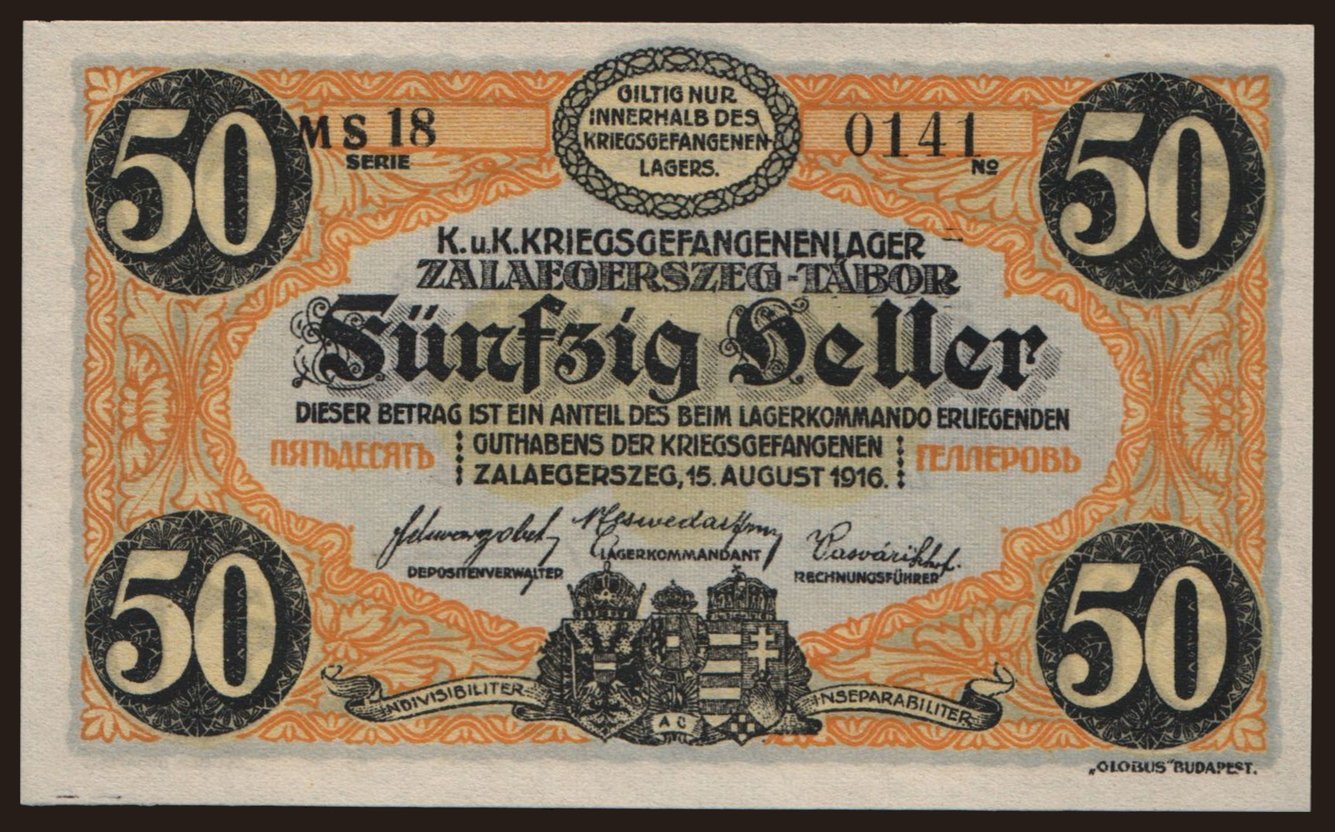 50
MS 18
SERIE
GILTIG NUR
INNERHALB DES
KRIEGSGEFANGENEN-
LAGERS.
0141
No
50
K. u. K. KRIEGSGEFANGENENLAGER
ZALAEGERSZEG-TÁBOR
Fünfzig Heller
DIESER BETRAG IST EIN ANTEIL DES BEIM LAGERKOMMANDO ERLIEGENDEN
ПЯТЬДЕСЯТЬ
GUTHABENS DER KRIEGSGEFANGENEN
ГЕЛЛЕРОВЬ
ZALAEGERSZEG, 15. AUGUST 1916.
DEPOSITENVERWALTER
LAGERKOMMANDANT
RECHNUNGSFÜHRER
50
INDIVISIBILITER
AC
INSEPARABILITER
50
„GLOBUS" BUDAPEST.